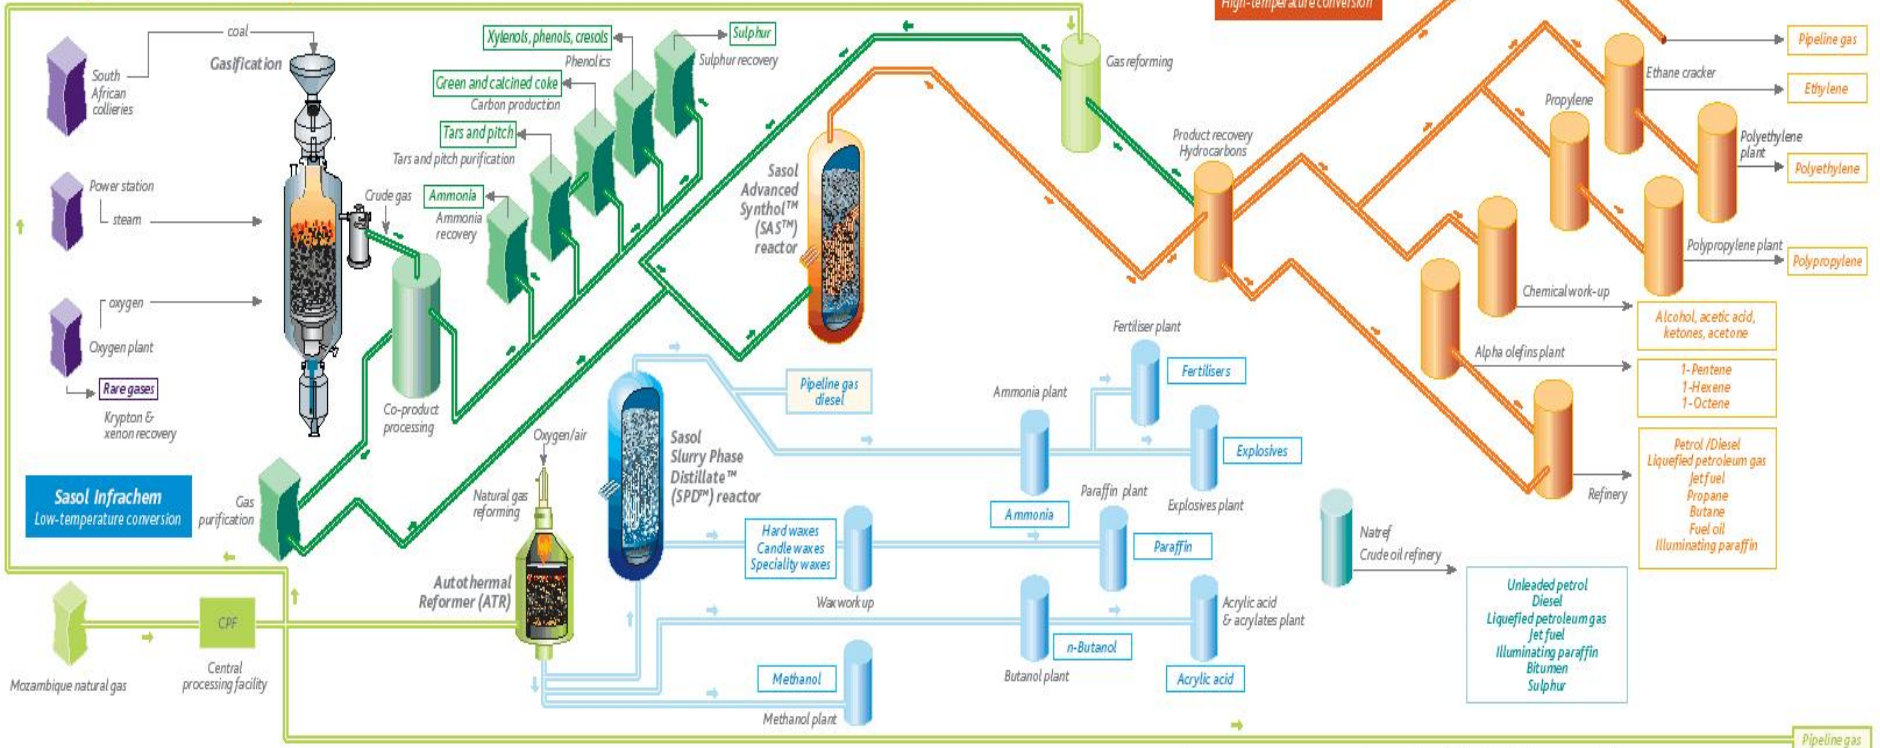 High-temperature conversion
coal
Gasification
South
African
collieries
Power station
steam
oxygen
Oxygen plant
Rare gases
Krypton &
xenon recovery
Crude gas
Co-product
processing
Xylenols, phenols, cresols
Phenolics
Sulphur
Sulphur recovery
Green and calcined coke
Carbon production
Tars and pitch
Tars and pitch purification
Ammonia
Ammonia
recovery
Sasol
Advanced
Synthol™
(SAS™)
reactor
Gas reforming
Product recovery
Hydrocarbons
Pipeline gas
Ethane cracker
Ethylene
Propylene
Polyethylene
plant
Polyethylene
Polypropylene plant
Polypropylene
Chemical work-up
Alcohol, acetic acid,
ketones, acetone
Alpha olefins plant
1-Pentene
1-Hexene
1-Octene
Refinery
Petrol /Diesel
Liquefied petroleum gas
Jet fuel
Propane
Butane
Fuel oil
Illuminating paraffin
Sasol Infrachem
Low-temperature conversion
Gas
purification
Oxygen/air
Natural gas
reforming
Autothermal
Reformer (ATR)
Sasol
Slurry Phase
Distillate™
(SPD™) reactor
Pipeline gas
diesel
Ammonia plant
Ammonia
Fertiliser plant
Fertilisers
Explosives
Explosives plant
Hard waxes
Candle waxes
Speciality waxes
Wax work up
Paraffin plant
Paraffin
Butanol plant
n-Butanol
Acrylic acid
& acrylates plant
Acrylic acid
Methanol
Methanol plant
Natref
Crude oil refinery
Unleaded petrol
Diesel
Liquefied petroleum gas
Jet fuel
Illuminating paraffin
Bitumen
Sulphur
Mozambique natural gas
CPF
Central
processing facility
Pipeline gas